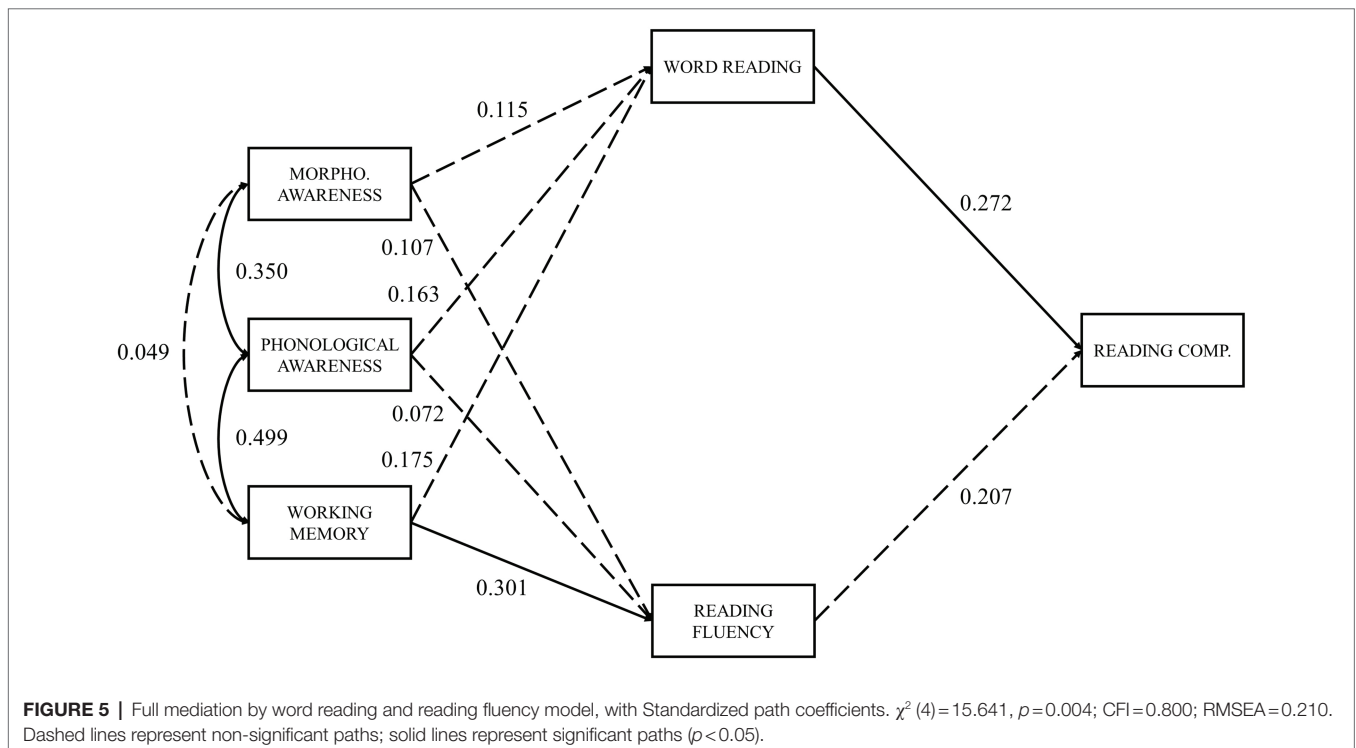 WORD READING
0.115
MORPHO.
AWARENESS
0.272
0.107
0.350
0.163
0.049
PHONOLOGICAL
AWARENESS
READING COMP.
0.072
0.499
0.175
0.207
WORKING
MEMORY
0.301
READING
FLUENCY
FIGURE 5 | Full mediation by word reading and reading fluency model, with Standardized path coefficients. χ² (4)=15.641, p=0.004; CFI=0.800; RMSEA=0.210.
Dashed lines represent non-significant paths; solid lines represent significant paths (p<0.05).